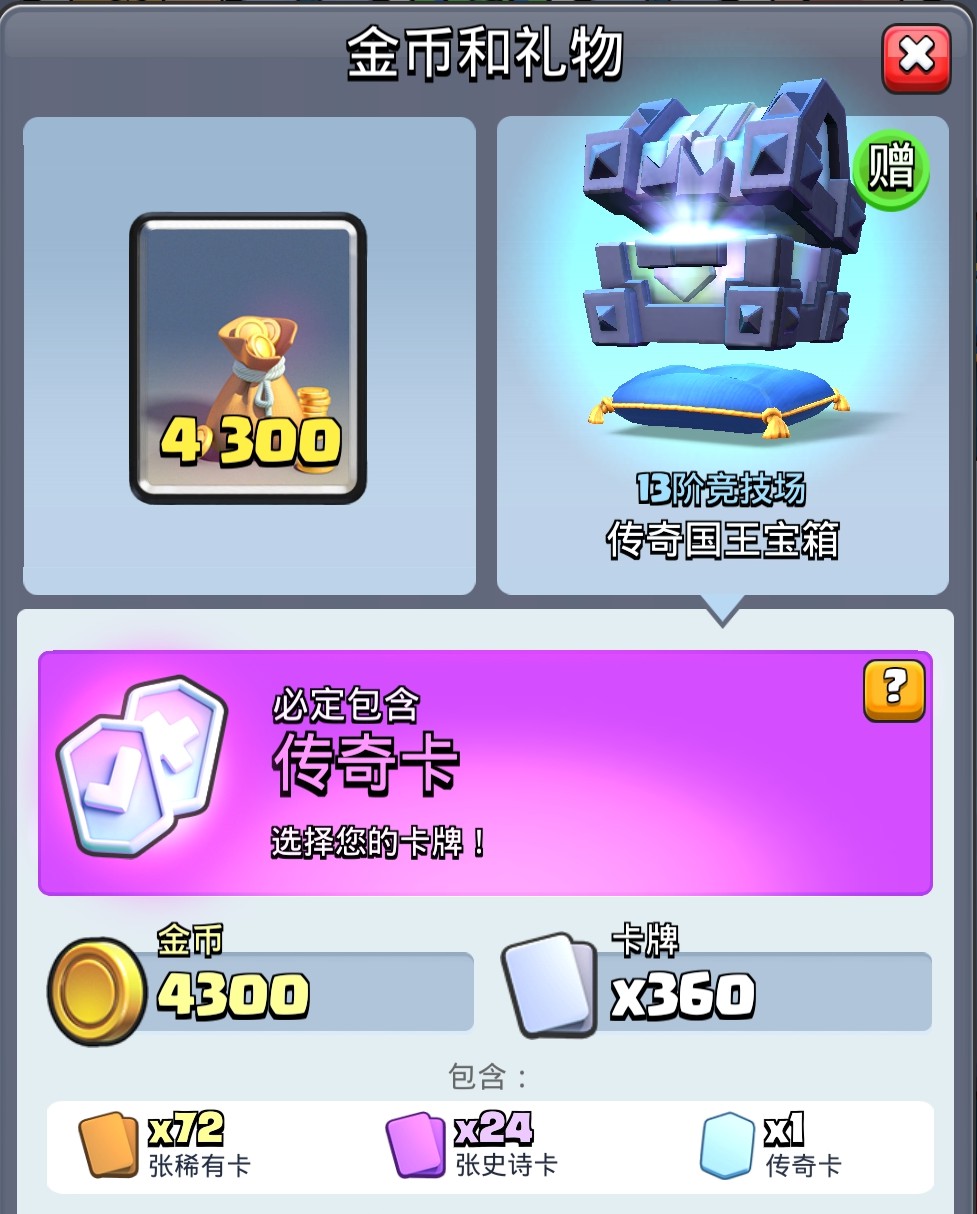 金币和礼物
赠
4 300
13阶竞技场
传奇国王宝箱
必定包含
传奇卡
选择您的卡牌！
?
金币
4300
卡牌
x360
包含：
x72
张稀有卡
x24
张史诗卡
x1
传奇卡